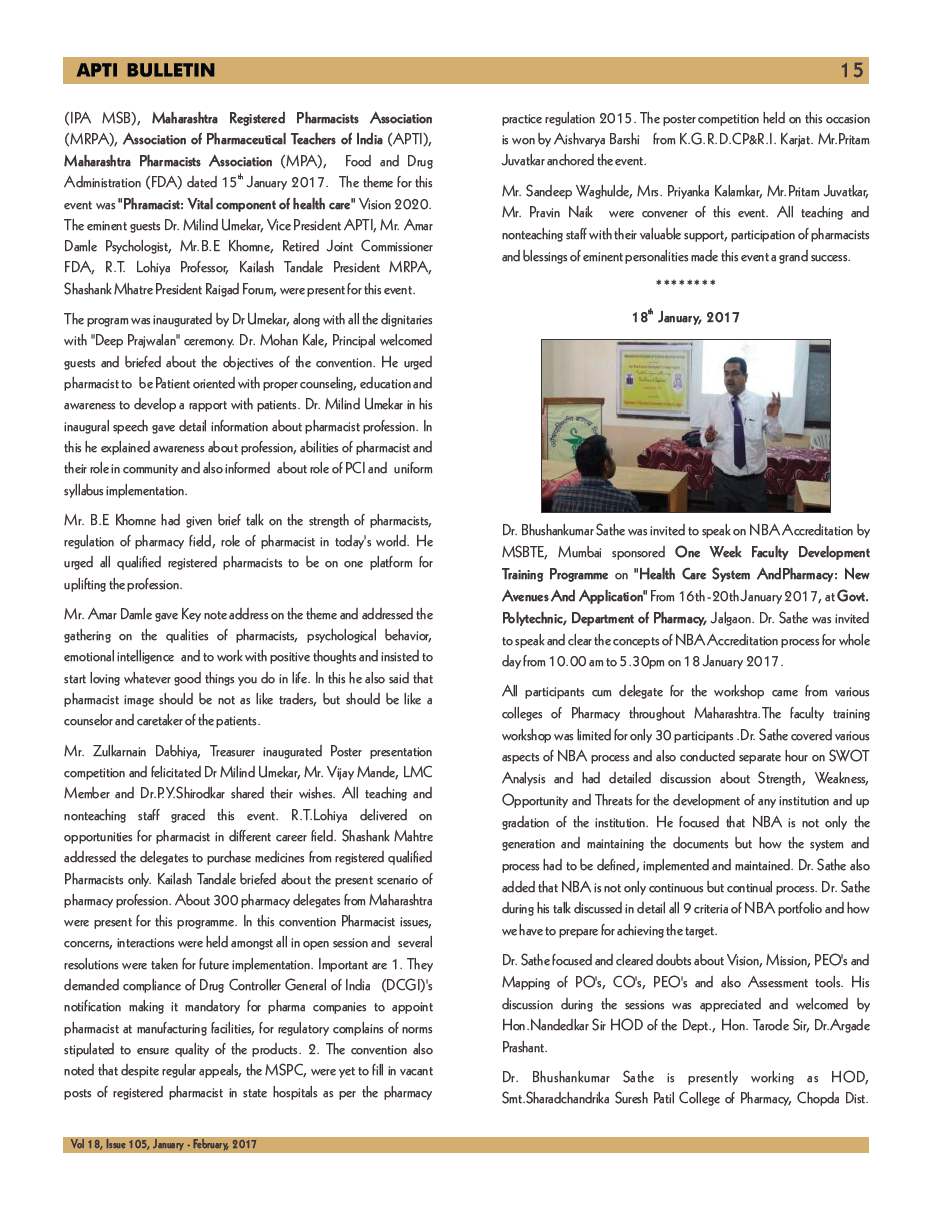 APTI BULLETIN
15
(IPA MSB), Maharashtra Registered Pharmacists Association
(MRPA), Association of Pharmaceutical Teachers of India (APTI),
Maharashtra Pharmacists Association (MPA), Food and Drug
Administration (FDA) dated 15th January 2017. The theme for this
event was "Phramacist: Vital component of health care" Vision 2020.
The eminent guests Dr. Milind Umekar, Vice President APTI, Mr. Amar
Damle Psychologist, Mr.B.E Khomne, Retired Joint Commissioner
FDA, R.T. Lohiya Professor, Kailash Tandale President MRPA,
Shashank Mhatre President Raigad Forum, were present for this event.
The program was inaugurated by Dr Umekar, along with all the dignitaries
with "Deep Prajwalan" ceremony. Dr. Mohan Kale, Principal welcomed
guests and briefed about the objectives of the convention. He urged
pharmacist to be Patient oriented with proper counseling, education and
awareness to develop a rapport with patients. Dr. Milind Umekar in his
inaugural speech gave detail information about pharmacist profession. In
this he explained awareness about profession, abilities of pharmacist and
their role in community and also informed about role of PCI and uniform
syllabus implementation.
Mr. B.E Khomne had given brief talk on the strength of pharmacists,
regulation of pharmacy field, role of pharmacist in today's world. He
urged all qualified registered pharmacists to be on one platform for
uplifting the profession.
Mr. Amar Damle gave Key note address on the theme and addressed the
gathering on the qualities of pharmacists, psychological behavior,
emotional intelligence and to work with positive thoughts and insisted to
start loving whatever good things you do in life. In this he also said that
pharmacist image should be not as like traders, but should be like a
counselor and caretaker of the patients.
Mr. Zulkarnain Dabhiya, Treasurer inaugurated Poster presentation
competition and felicitated Dr Milind Umekar, Mr. Vijay Mande, LMC
Member and Dr.P.Y.Shirodkar shared their wishes. All teaching and
nonteaching staff graced this event. R.T.Lohiya delivered on
opportunities for pharmacist in different career field. Shashank Mahtre
addressed the delegates to purchase medicines from registered qualified
Pharmacists only. Kailash Tandale briefed about the present scenario of
pharmacy profession. About 300 pharmacy delegates from Maharashtra
were present for this programme. In this convention Pharmacist issues,
concerns, interactions were held amongst all in open session and several
resolutions were taken for future implementation. Important are 1. They
demanded compliance of Drug Controller General of India (DCGI)'s
notification making it mandatory for pharma companies to appoint
pharmacist at manufacturing facilities, for regulatory complains of norms
stipulated to ensure quality of the products. 2. The convention also
noted that despite regular appeals, the MSPC, were yet to fill in vacant
posts of registered pharmacist in state hospitals as per the pharmacy
practice regulation 2015. The poster competition held on this occasion
is won by Aishvarya Barshi from K.G.R.D.CP&R.I. Karjat. Mr.Pritam
Juvatkar anchored the event.
Mr. Sandeep Waghulde, Mrs. Priyanka Kalamkar, Mr.Pritam Juvatkar,
Mr. Pravin Naik were convener of this event. All teaching and
nonteaching staff with their valuable support, participation of pharmacists
and blessings of eminent personalities made this event a grand success.
********
18th January, 2017
Dr. Bhushankumar Sathe was invited to speak on NBA Accreditation by
MSBTE, Mumbai sponsored One Week Faculty Development
Training Programme on "Health Care System AndPharmacy: New
Avenues And Application" From 16th -20th January 2017, at Govt.
Polytechnic, Department of Pharmacy, Jalgaon. Dr. Sathe was invited
to speak and clear the concepts of NBA Accreditation process for whole
day from 10.00 am to 5.30pm on 18 January 2017.
All participants cum delegate for the workshop came from various
colleges of Pharmacy throughout Maharashtra.The faculty training
workshop was limited for only 30 participants .Dr. Sathe covered various
aspects of NBA process and also conducted separate hour on SWOT
Analysis and had detailed discussion about Strength, Weakness,
Opportunity and Threats for the development of any institution and up
gradation of the institution. He focused that NBA is not only the
generation and maintaining the documents but how the system and
process had to be defined, implemented and maintained. Dr. Sathe also
added that NBA is not only continuous but continual process. Dr. Sathe
during his talk discussed in detail all 9 criteria of NBA portfolio and how
we have to prepare for achieving the target.
Dr. Sathe focused and cleared doubts about Vision, Mission, PEO's and
Mapping of PO's, CO's, PEO's and also Assessment tools. His
discussion during the sessions was appreciated and welcomed by
Hon.Nandedkar Sir HOD of the Dept., Hon. Tarode Sir, Dr.Argade
Prashant.
Dr. Bhushankumar Sathe is presently working as HOD,
Smt.Sharadchandrika Suresh Patil College of Pharmacy, Chopda Dist.
Vol 18, Issue 105, January - February, 2017